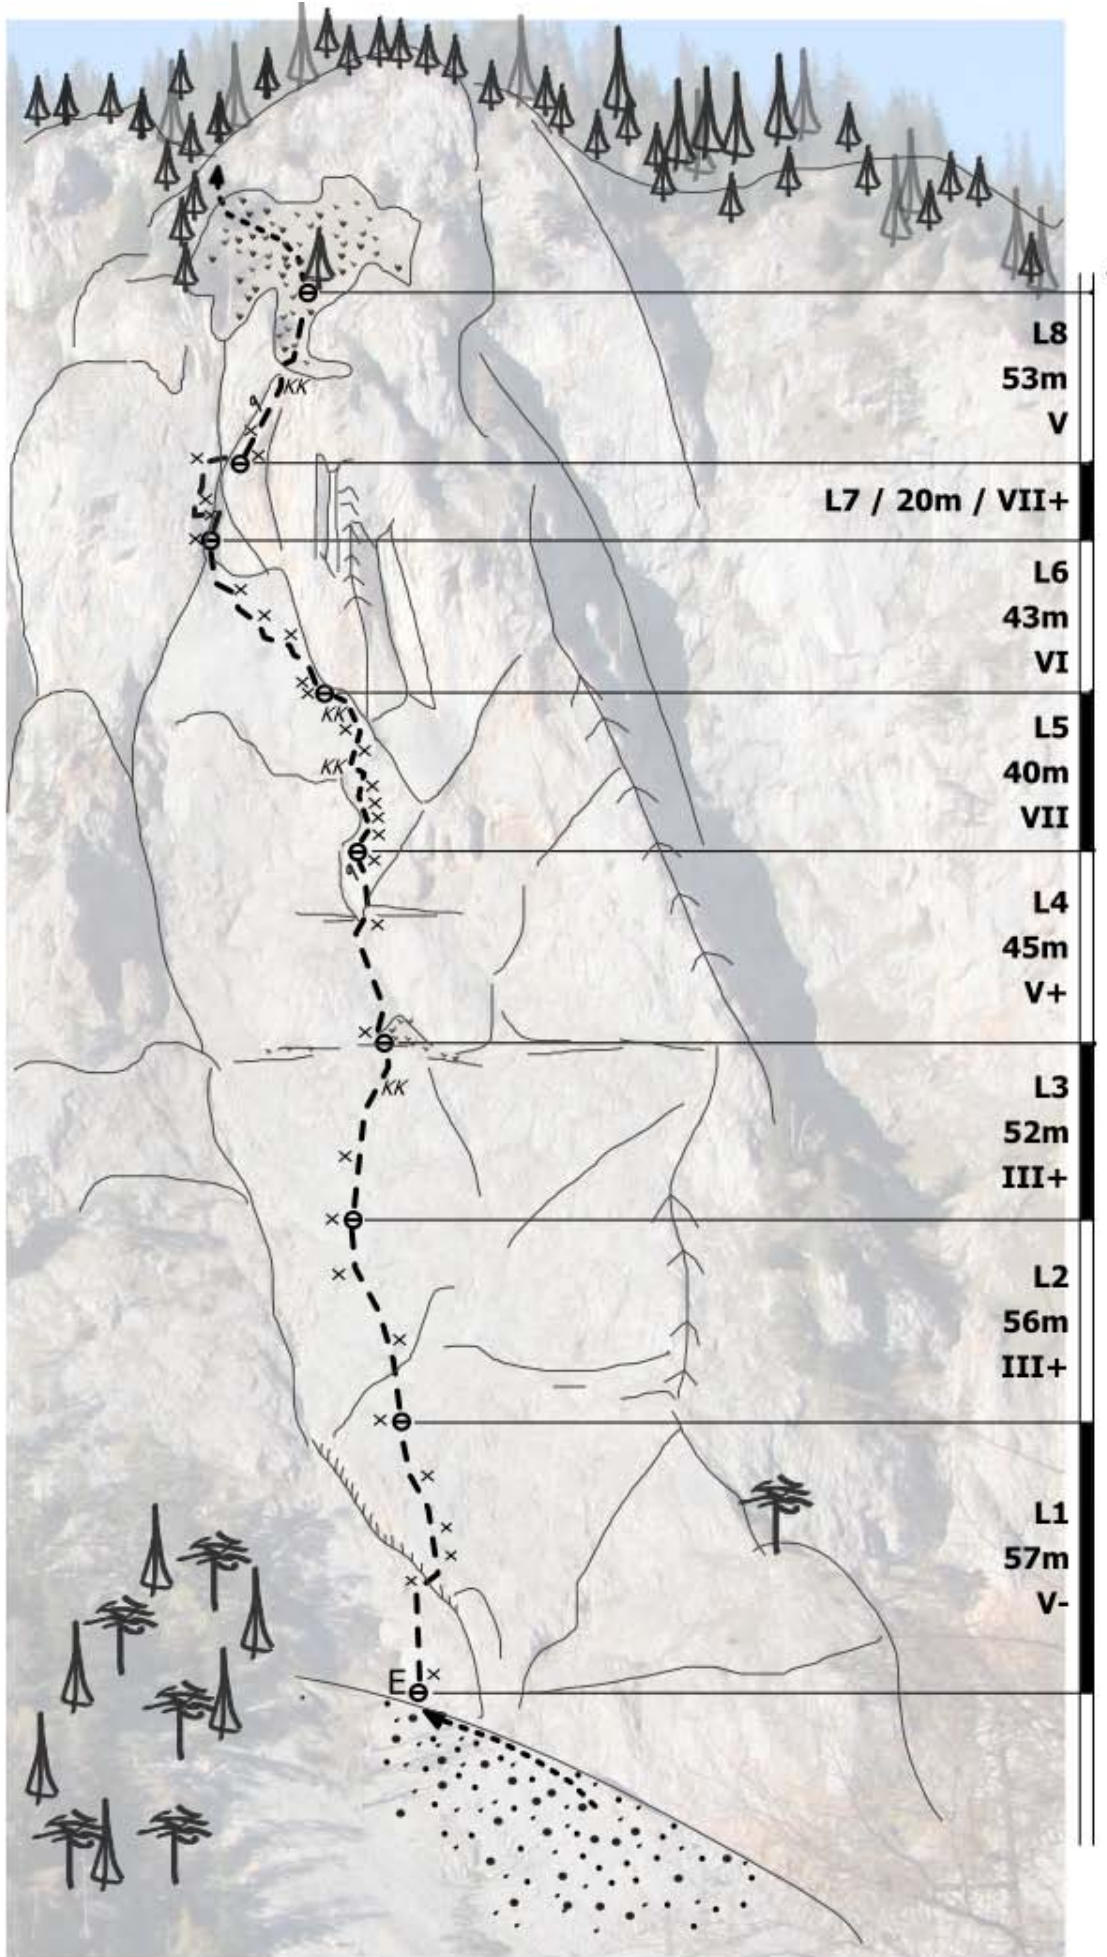 L8
53m
V
KK
L7 / 20m / VII+
L6
43m
VI
KK
L5
40m
VII
KK
L4
45m
V+
L3
52m
III+
KK
L2
56m
III+
L1
57m
V-
E